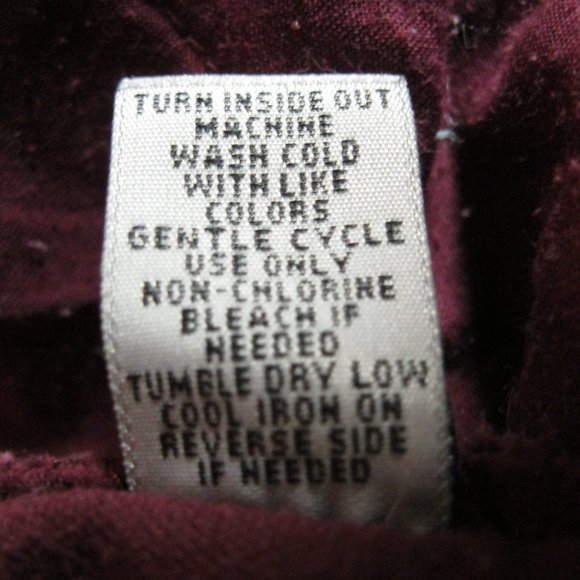 TURN INSIDE OUT
MACHINE
WASH COLD
WITH LIKE
COLORS
GENTLE CYCLE
USE ONLY
NON-CHLORINE
BLEACH IF
NEEDED
TUMBLE DRY LOW
COOL IRON ON
REVERSE SIDE
IF NEEDED